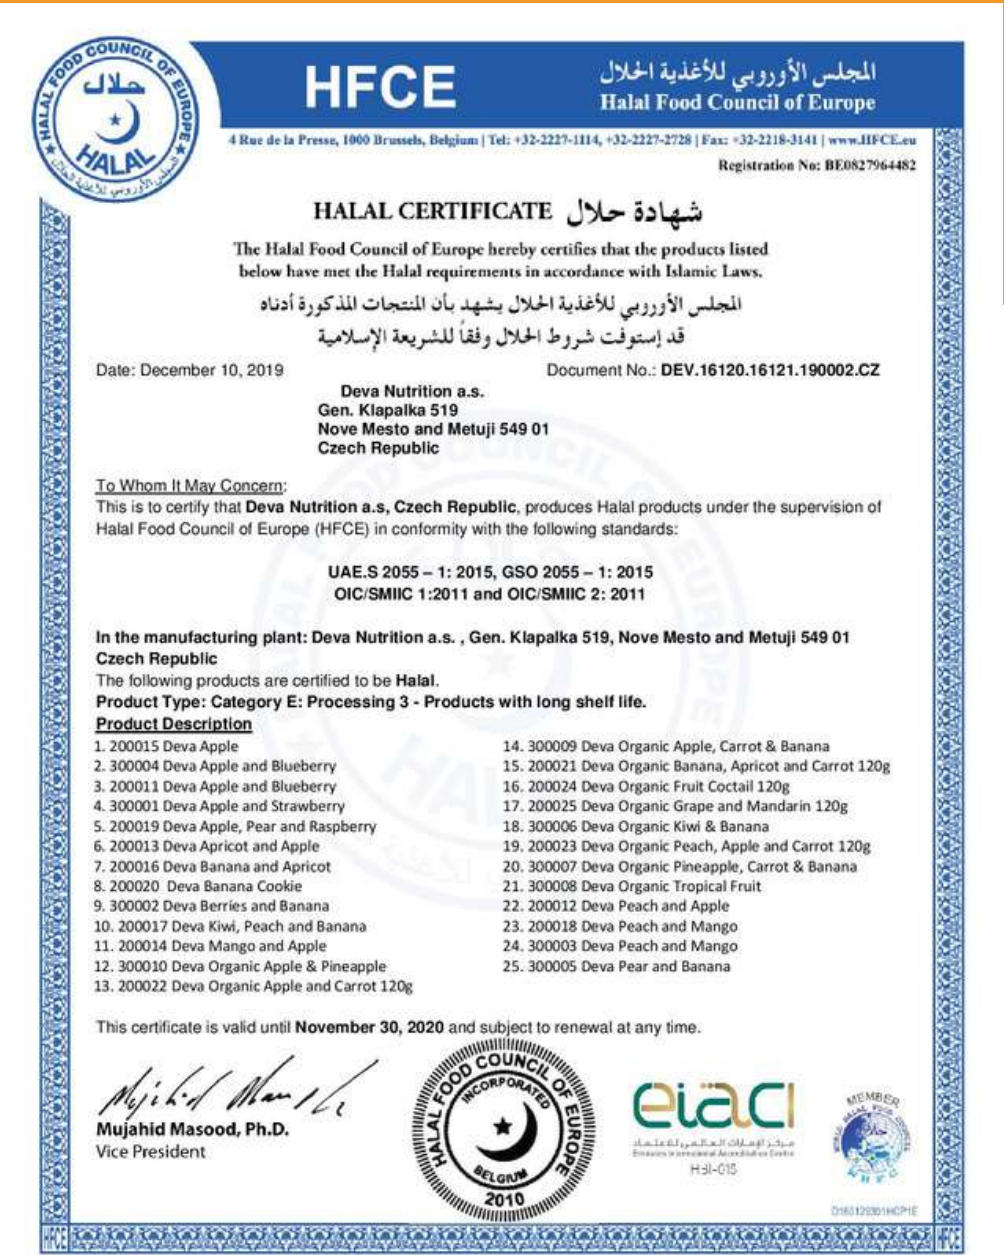 HALAL FOOD COUNCIL OF EUROPE
حلال
HALAL
المجلس الأوروبي للأغذية الحلال
HFCE
المجلس الأوروبي للأغذية الحلال
Halal Food Council of Europe
4 Rue de la Presse, 1000 Brussels, Belgium | Tel: +32-2227-1114, +32-2227-2728 | Fax: +32-2218-3141 | www.HFCE.eu
Registration No: BE0827964482
HALAL CERTIFICATE شهادة حلال
The Halal Food Council of Europe hereby certifies that the products listed
below have met the Halal requirements in accordance with Islamic Laws.
المجلس الأوروبي للأغذية الحلال يشهد بأن المنتجات المذكورة أدناه
قد إستوفت شروط الحلال وفقاً للشريعة الإسلامية
Date: December 10, 2019 Document No.: DEV.16120.16121.190002.CZ
Deva Nutrition a.s.
Gen. Klapalka 519
Nove Mesto and Metuji 549 01
Czech Republic
To Whom It May Concern:
This is to certify that Deva Nutrition a.s, Czech Republic, produces Halal products under the supervision of
Halal Food Council of Europe (HFCE) in conformity with the following standards:
UAE.S 2055 – 1: 2015, GSO 2055 – 1: 2015
OIC/SMIIC 1:2011 and OIC/SMIIC 2: 2011
In the manufacturing plant: Deva Nutrition a.s. , Gen. Klapalka 519, Nove Mesto and Metuji 549 01
Czech Republic
The following products are certified to be Halal.
Product Type: Category E: Processing 3 - Products with long shelf life.
Product Description
1. 200015 Deva Apple
2. 300004 Deva Apple and Blueberry
3. 200011 Deva Apple and Blueberry
4. 300001 Deva Apple and Strawberry
5. 200019 Deva Apple, Pear and Raspberry
6. 200013 Deva Apricot and Apple
7. 200016 Deva Banana and Apricot
8. 200020 Deva Banana Cookie
9. 300002 Deva Berries and Banana
10. 200017 Deva Kiwi, Peach and Banana
11. 200014 Deva Mango and Apple
12. 300010 Deva Organic Apple & Pineapple
13. 200022 Deva Organic Apple and Carrot 120g
14. 300009 Deva Organic Apple, Carrot & Banana
15. 200021 Deva Organic Banana, Apricot and Carrot 120g
16. 200024 Deva Organic Fruit Coctail 120g
17. 200025 Deva Organic Grape and Mandarin 120g
18. 300006 Deva Organic Kiwi & Banana
19. 200023 Deva Organic Peach, Apple and Carrot 120g
20. 300007 Deva Organic Pineapple, Carrot & Banana
21. 300008 Deva Organic Tropical Fruit
22. 200012 Deva Peach and Apple
23. 200018 Deva Peach and Mango
24. 300003 Deva Peach and Mango
25. 300005 Deva Pear and Banana
This certificate is valid until November 30, 2020 and subject to renewal at any time.
Mujahid Masood, Ph.D.
Vice President
HALAL FOOD COUNCIL OF EUROPE
INCORPORATED
BELGIUM
2010
eiac
مركز الإمارات العالمي للاعتماد
Emirates International Accreditation Centre
MEMBER
HFCE
HFCE